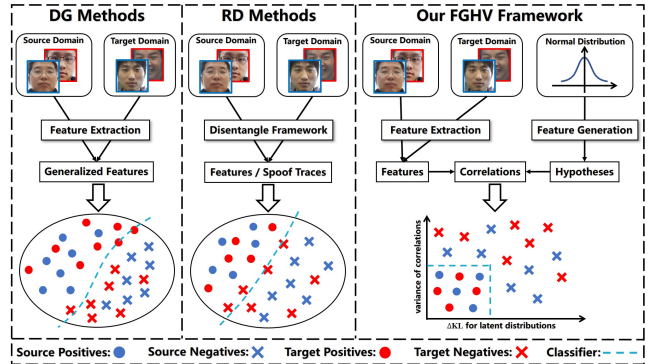 DG Methods
RD Methods
Our FGHV Framework
Source Domain
Target Domain
Source Domain
Target Domain
Source Domain
Target Domain
Normal Distribution
Feature Extraction
Disentangle Framework
Feature Extraction
Feature Generation
Generalized Features
Features / Spoof Traces
Features
Correlations
Hypotheses
variance of correlations
ΔKL for latent distributions
Source Positives:
Source Negatives:
Target Positives:
Target Negatives:
Classifier: